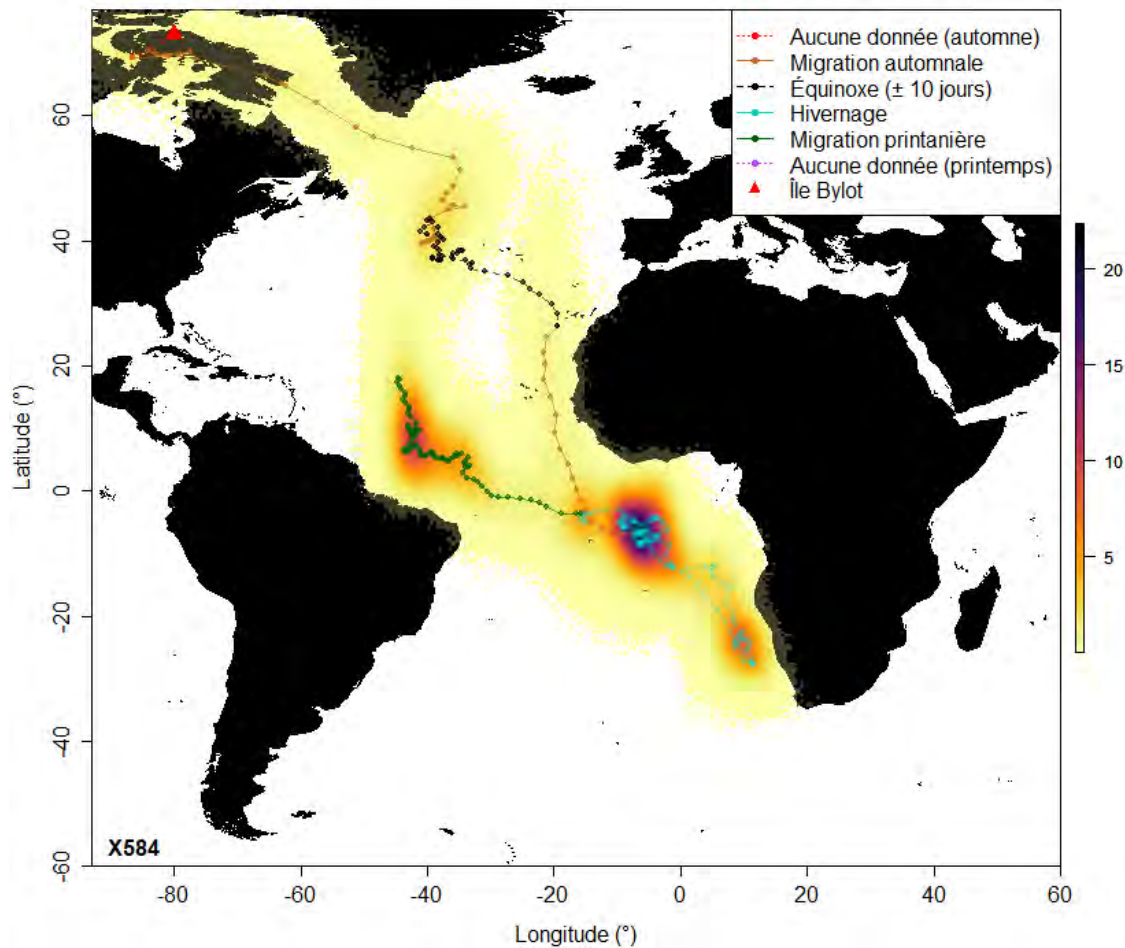 Aucune donnée (automne)
Migration automnale
Équinoxe (± 10 jours)
Hivernage
Migration printanière
Aucune donnée (printemps)
Île Bylot
60
40
20
0
-20
-40
-60
Latitude (°)
20
15
10
5
X584
-80
-60
-40
-20
0
20
40
60
Longitude (°)